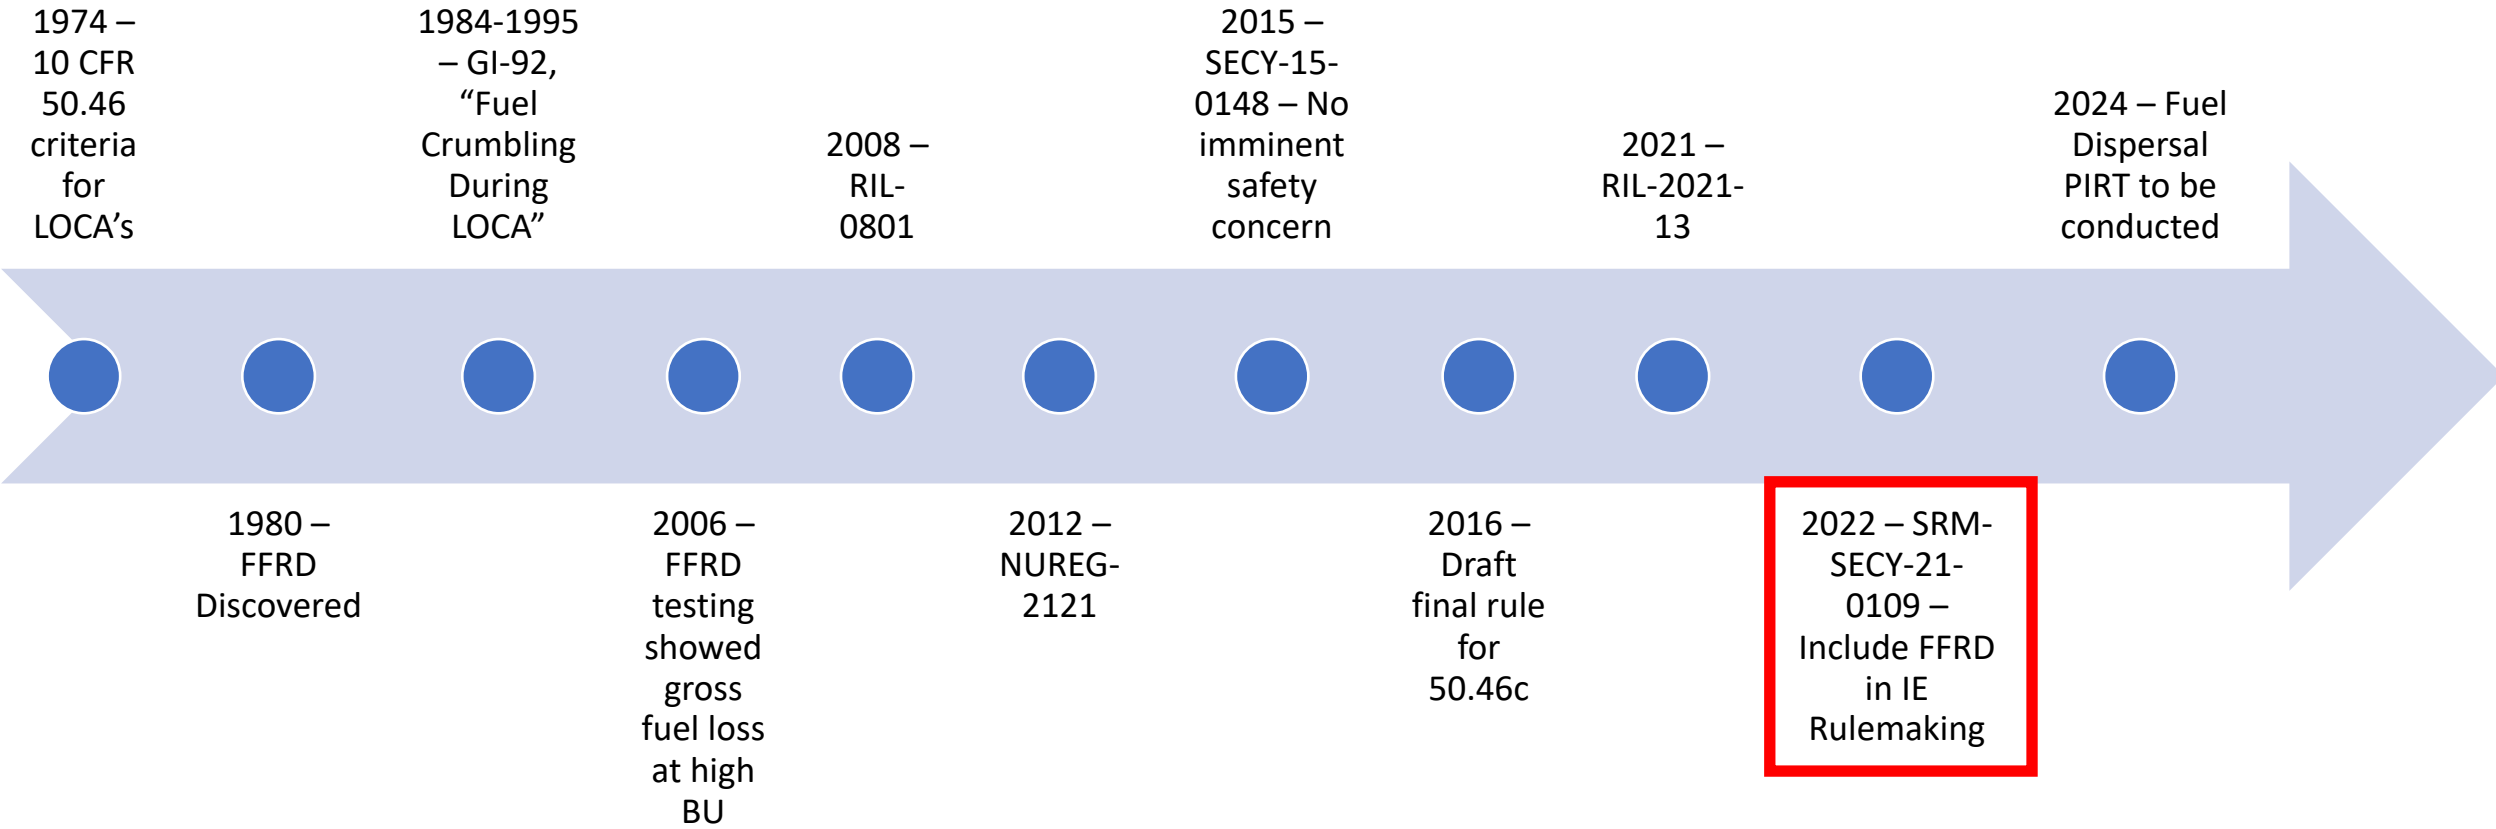 1974 –
10 CFR
50.46
criteria
for
LOCA’s
1980 –
FFRD
Discovered
1984-1995
– GI-92,
“Fuel
Crumbling
During
LOCA”
2006 –
FFRD
testing
showed
gross
fuel loss
at high
BU
2008 –
RIL-
0801
2012 –
NUREG-
2121
2015 –
SECY-15-
0148 – No
imminent
safety
concern
2016 –
Draft
final rule
for
50.46c
2021 –
RIL-2021-
13
2022 – SRM-
SECY-21-
0109 –
Include FFRD
in IE
Rulemaking
2024 – Fuel
Dispersal
PIRT to be
conducted